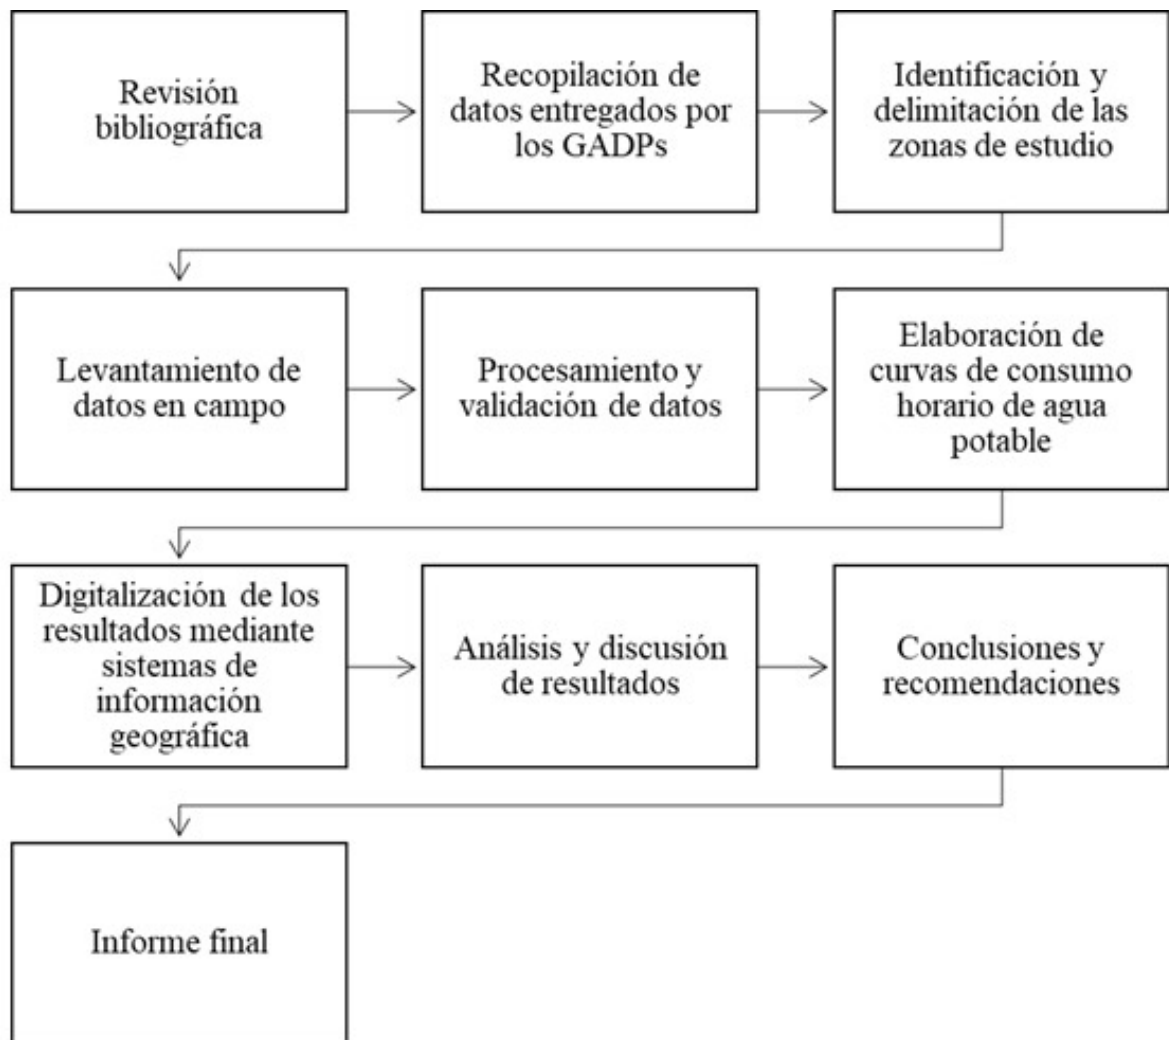 Revisión
bibliográfica
Recopilación de
datos entregados por
los GADPs
Identificación y
delimitación de las
zonas de estudio
Levantamiento de
datos en campo
Procesamiento y
validación de datos
Elaboración de
curvas de consumo
horario de agua
potable
Digitalización de los
resultados mediante
sistemas de
información
geográfica
Análisis y discusión
de resultados
Conclusiones y
recomendaciones
Informe final